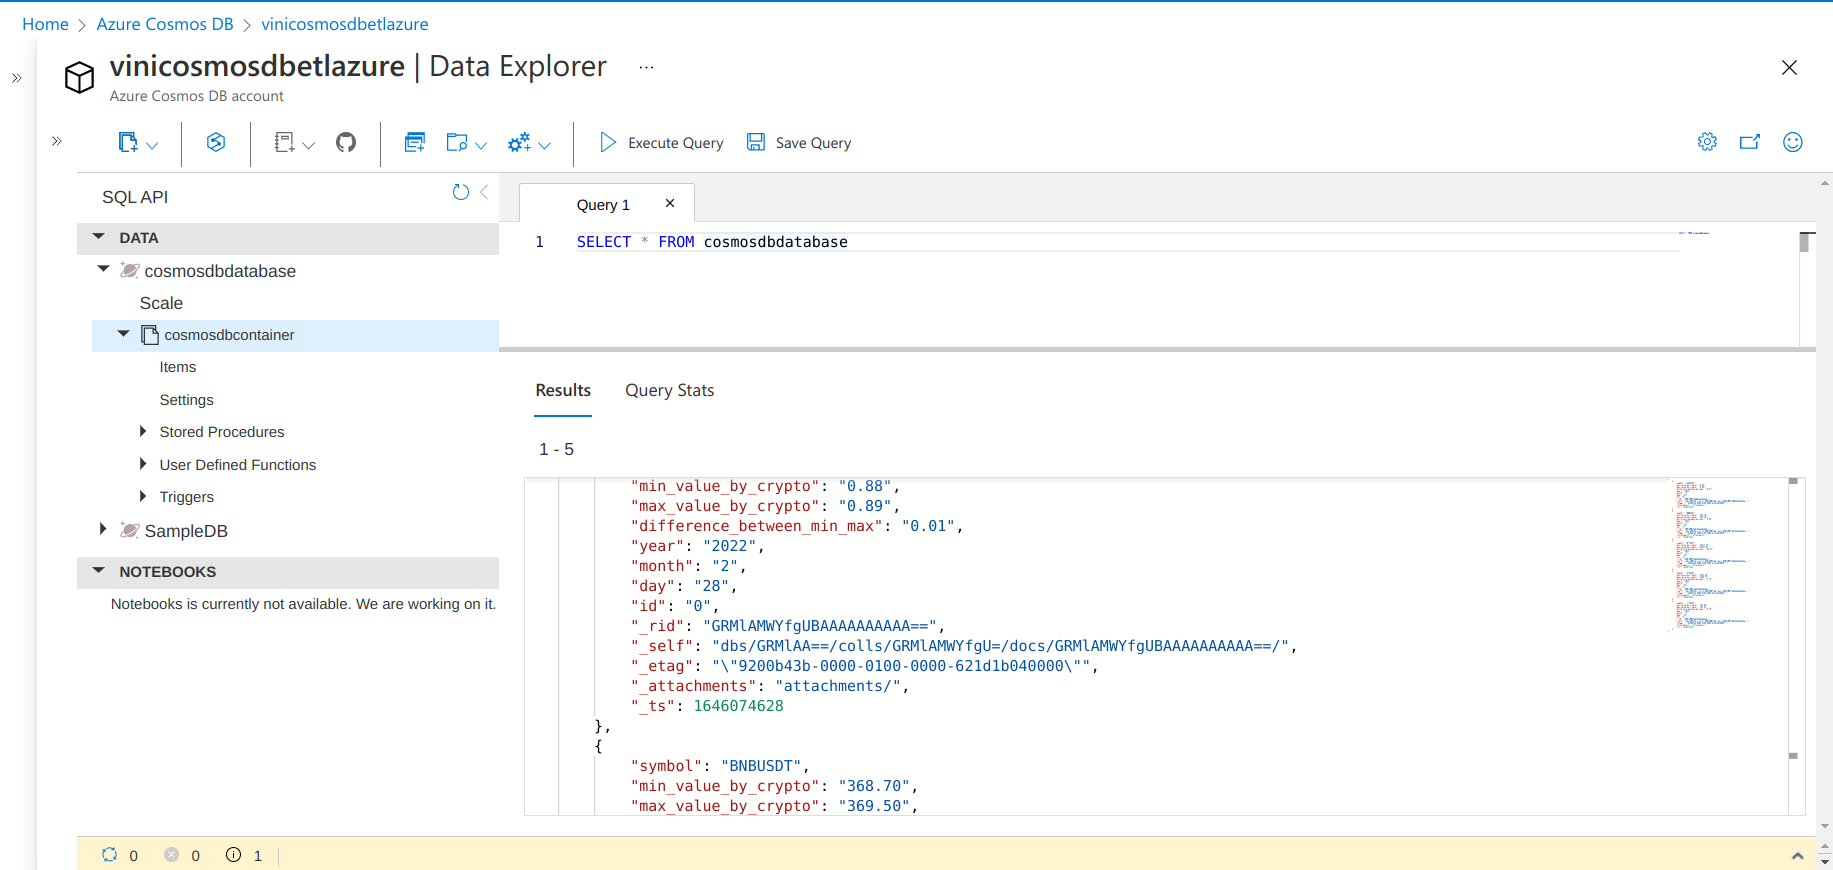 Home > Azure Cosmos DB > vinicosmosdbetlazure
vinicosmosdbetlazure | Data Explorer ...
Azure Cosmos DB account
Execute Query Save Query
SQL API
DATA
cosmosdbdatabase
Scale
cosmosdbcontainer
Items
Settings
Stored Procedures
User Defined Functions
Triggers
SampleDB
NOTEBOOKS
Notebooks is currently not available. We are working on it.
Query 1
1 SELECT * FROM cosmosdbdatabase
Results Query Stats
1 - 5
"min_value_by_crypto": "0.88",
"max_value_by_crypto": "0.89",
"difference_between_min_max": "0.01",
"year": "2022",
"month": "2",
"day": "28",
"id": "0",
"_rid": "GRMlAMWYfgUBAAAAAAAAAA==",
"_self": "dbs/GRMlAA==/colls/GRMlAMWYfgU=/docs/GRMlAMWYfgUBAAAAAAAAAA==/",
"_etag": "\"9200b43b-0000-0100-0000-621d1b040000\"",
"_attachments": "attachments/",
"_ts": 1646074628
},
{
"symbol": "BNBUSDT",
"min_value_by_crypto": "368.70",
"max_value_by_crypto": "369.50",
0 0 1